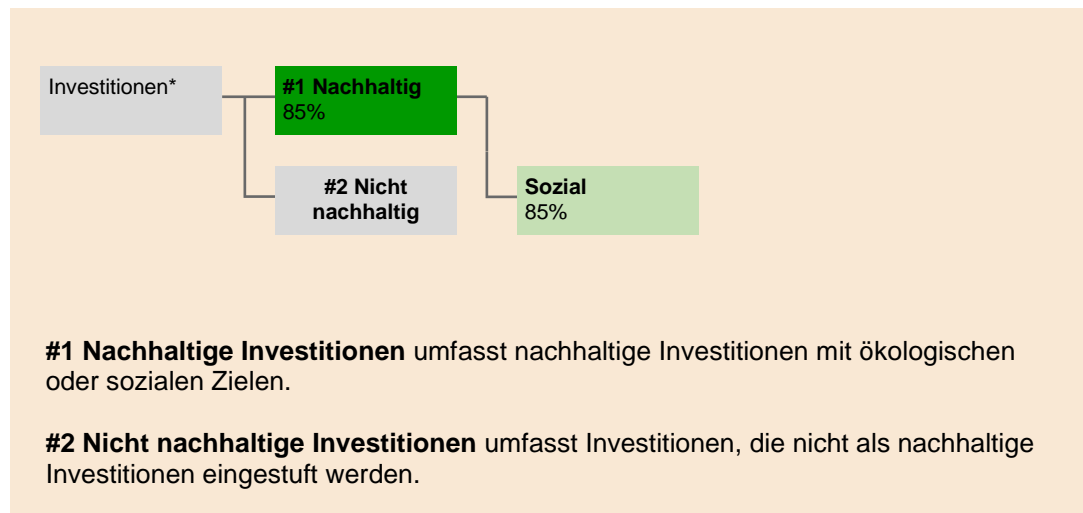 Investitionen*
#1 Nachhaltig
85%
#2 Nicht
nachhaltig
Sozial
85%
#1 Nachhaltige Investitionen umfasst nachhaltige Investitionen mit ökologischen
oder sozialen Zielen.
#2 Nicht nachhaltige Investitionen umfasst Investitionen, die nicht als nachhaltige
Investitionen eingestuft werden.